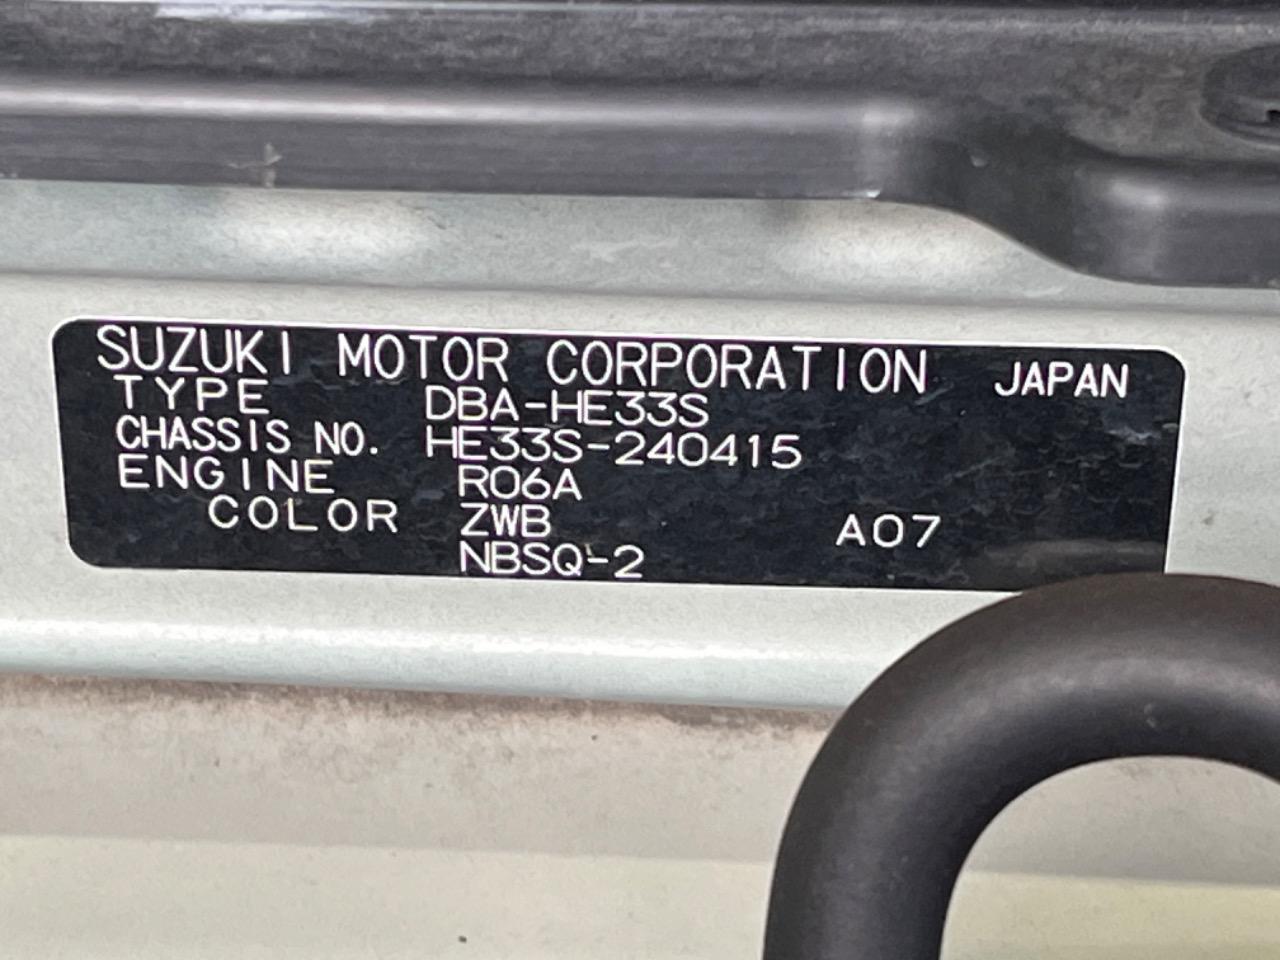 SUZUKI MOTOR CORPORATION JAPAN
TYPE DBA-HE33S
CHASSIS NO. HE33S-240415
ENGINE R06A
COLOR ZWB A07
NBSQ-2